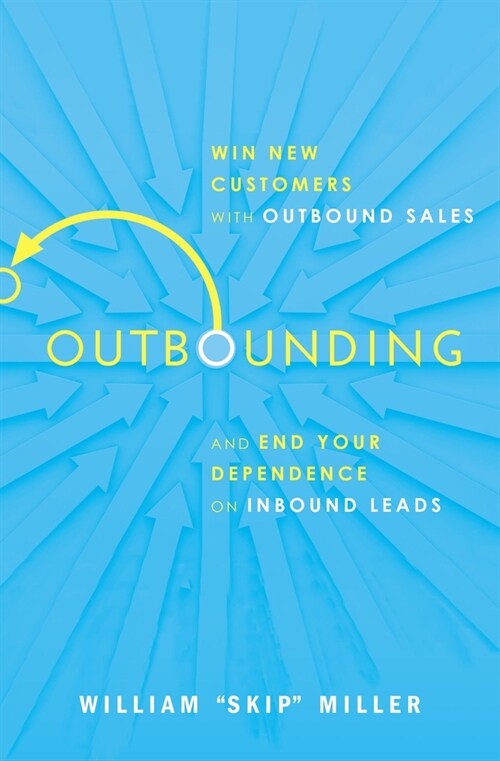 WIN NEW
CUSTOMERS
WITH OUTBOUND SALES
OUTBOUNDING
AND END YOUR
DEPENDENCE
ON INBOUND LEADS
WILLIAM "SKIP" MILLER